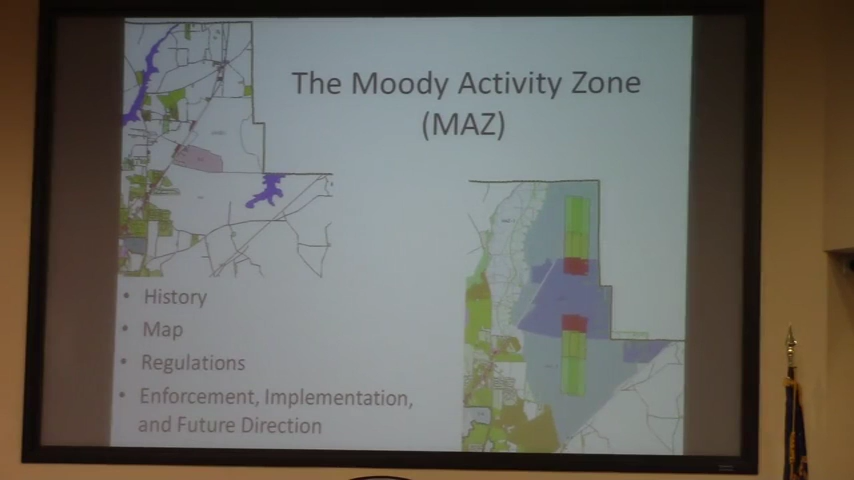 The Moody Activity Zone
(MAZ)
• History
• Map
• Regulations
• Enforcement, Implementation,
and Future Direction